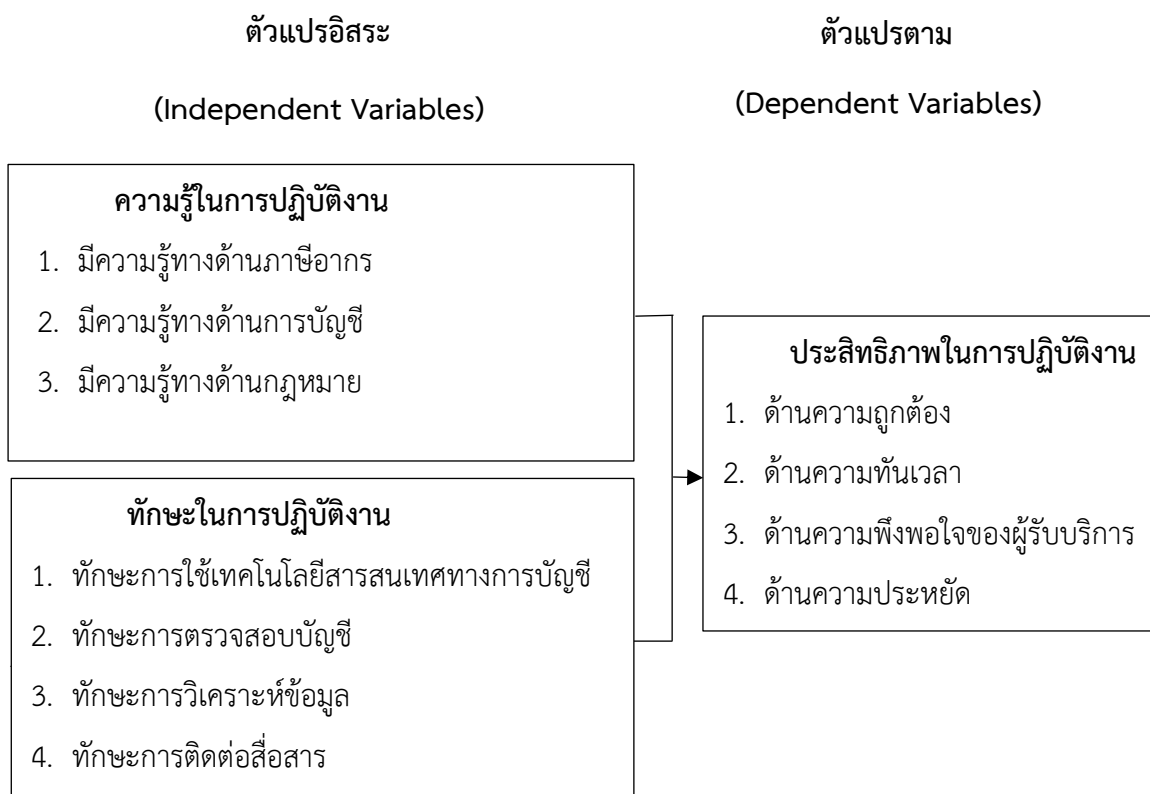 ตัวแปรอิสระ
(Independent Variables)
ตัวแปรตาม
(Dependent Variables)
ความรู้ในการปฏิบัติงาน
1. มีความรู้ทางด้านภาษีอากร
2. มีความรู้ทางด้านการบัญชี
3. มีความรู้ทางด้านกฎหมาย
ทักษะในการปฏิบัติงาน
1. ทักษะการใช้เทคโนโลยีสารสนเทศทางการบัญชี
2. ทักษะการตรวจสอบบัญชี
3. ทักษะการวิเคราะห์ข้อมูล
4. ทักษะการติดต่อสื่อสาร
ประสิทธิภาพในการปฏิบัติงาน
1. ด้านความถูกต้อง
2. ด้านความทันเวลา
3. ด้านความพึงพอใจของผู้รับบริการ
4. ด้านความประหยัด